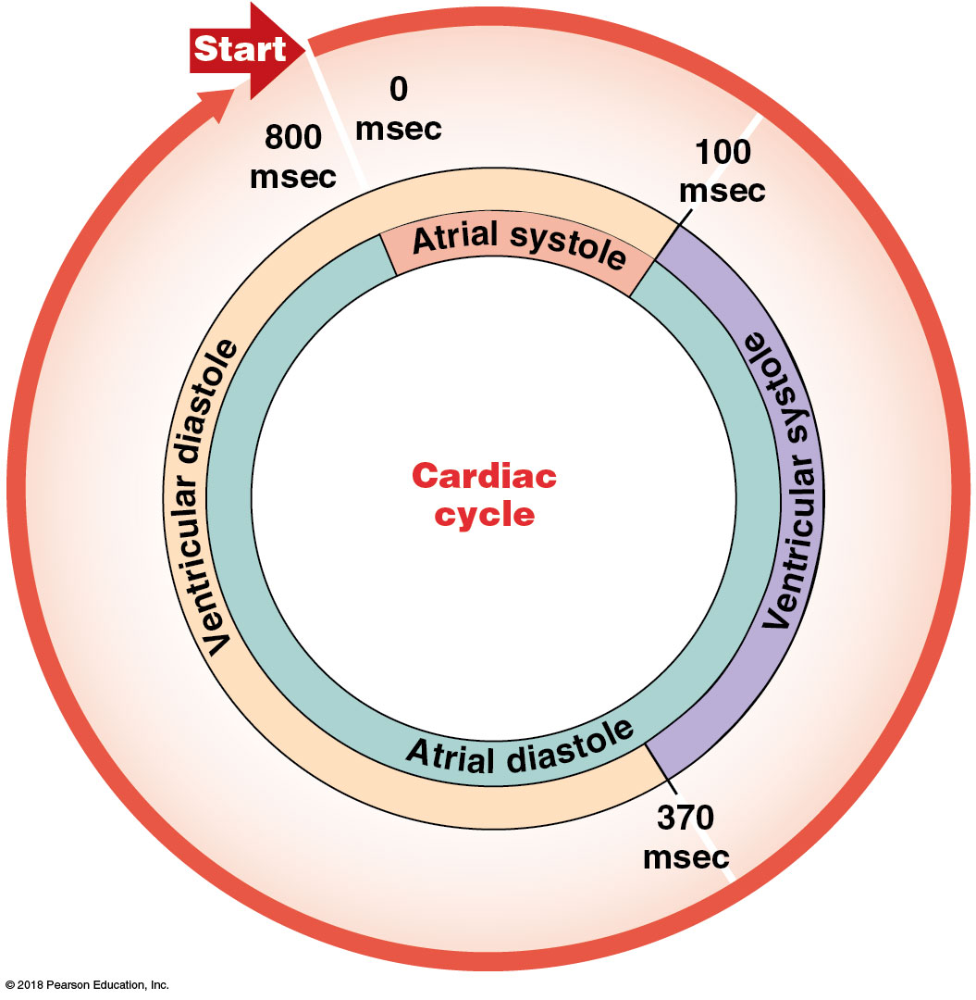 Start
0
msec
800
msec
100
msec
Atrial systole
Ventricular systole
Ventricular diastole
Cardiac
cycle
Atrial diastole
370
msec
© 2018 Pearson Education, Inc.